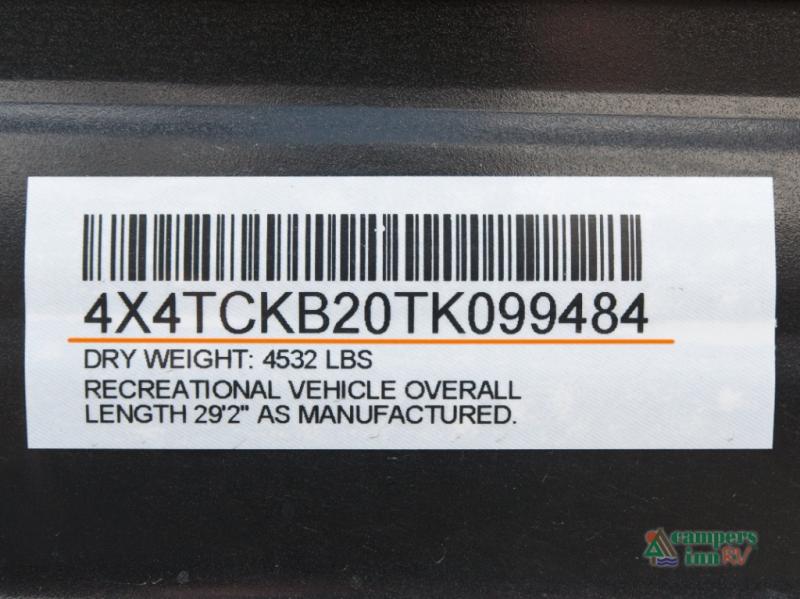 4X4TCKB20TK099484
DRY WEIGHT: 4532 LBS
RECREATIONAL VEHICLE OVERALL
LENGTH 29'2" AS MANUFACTURED.
campers
inn RV